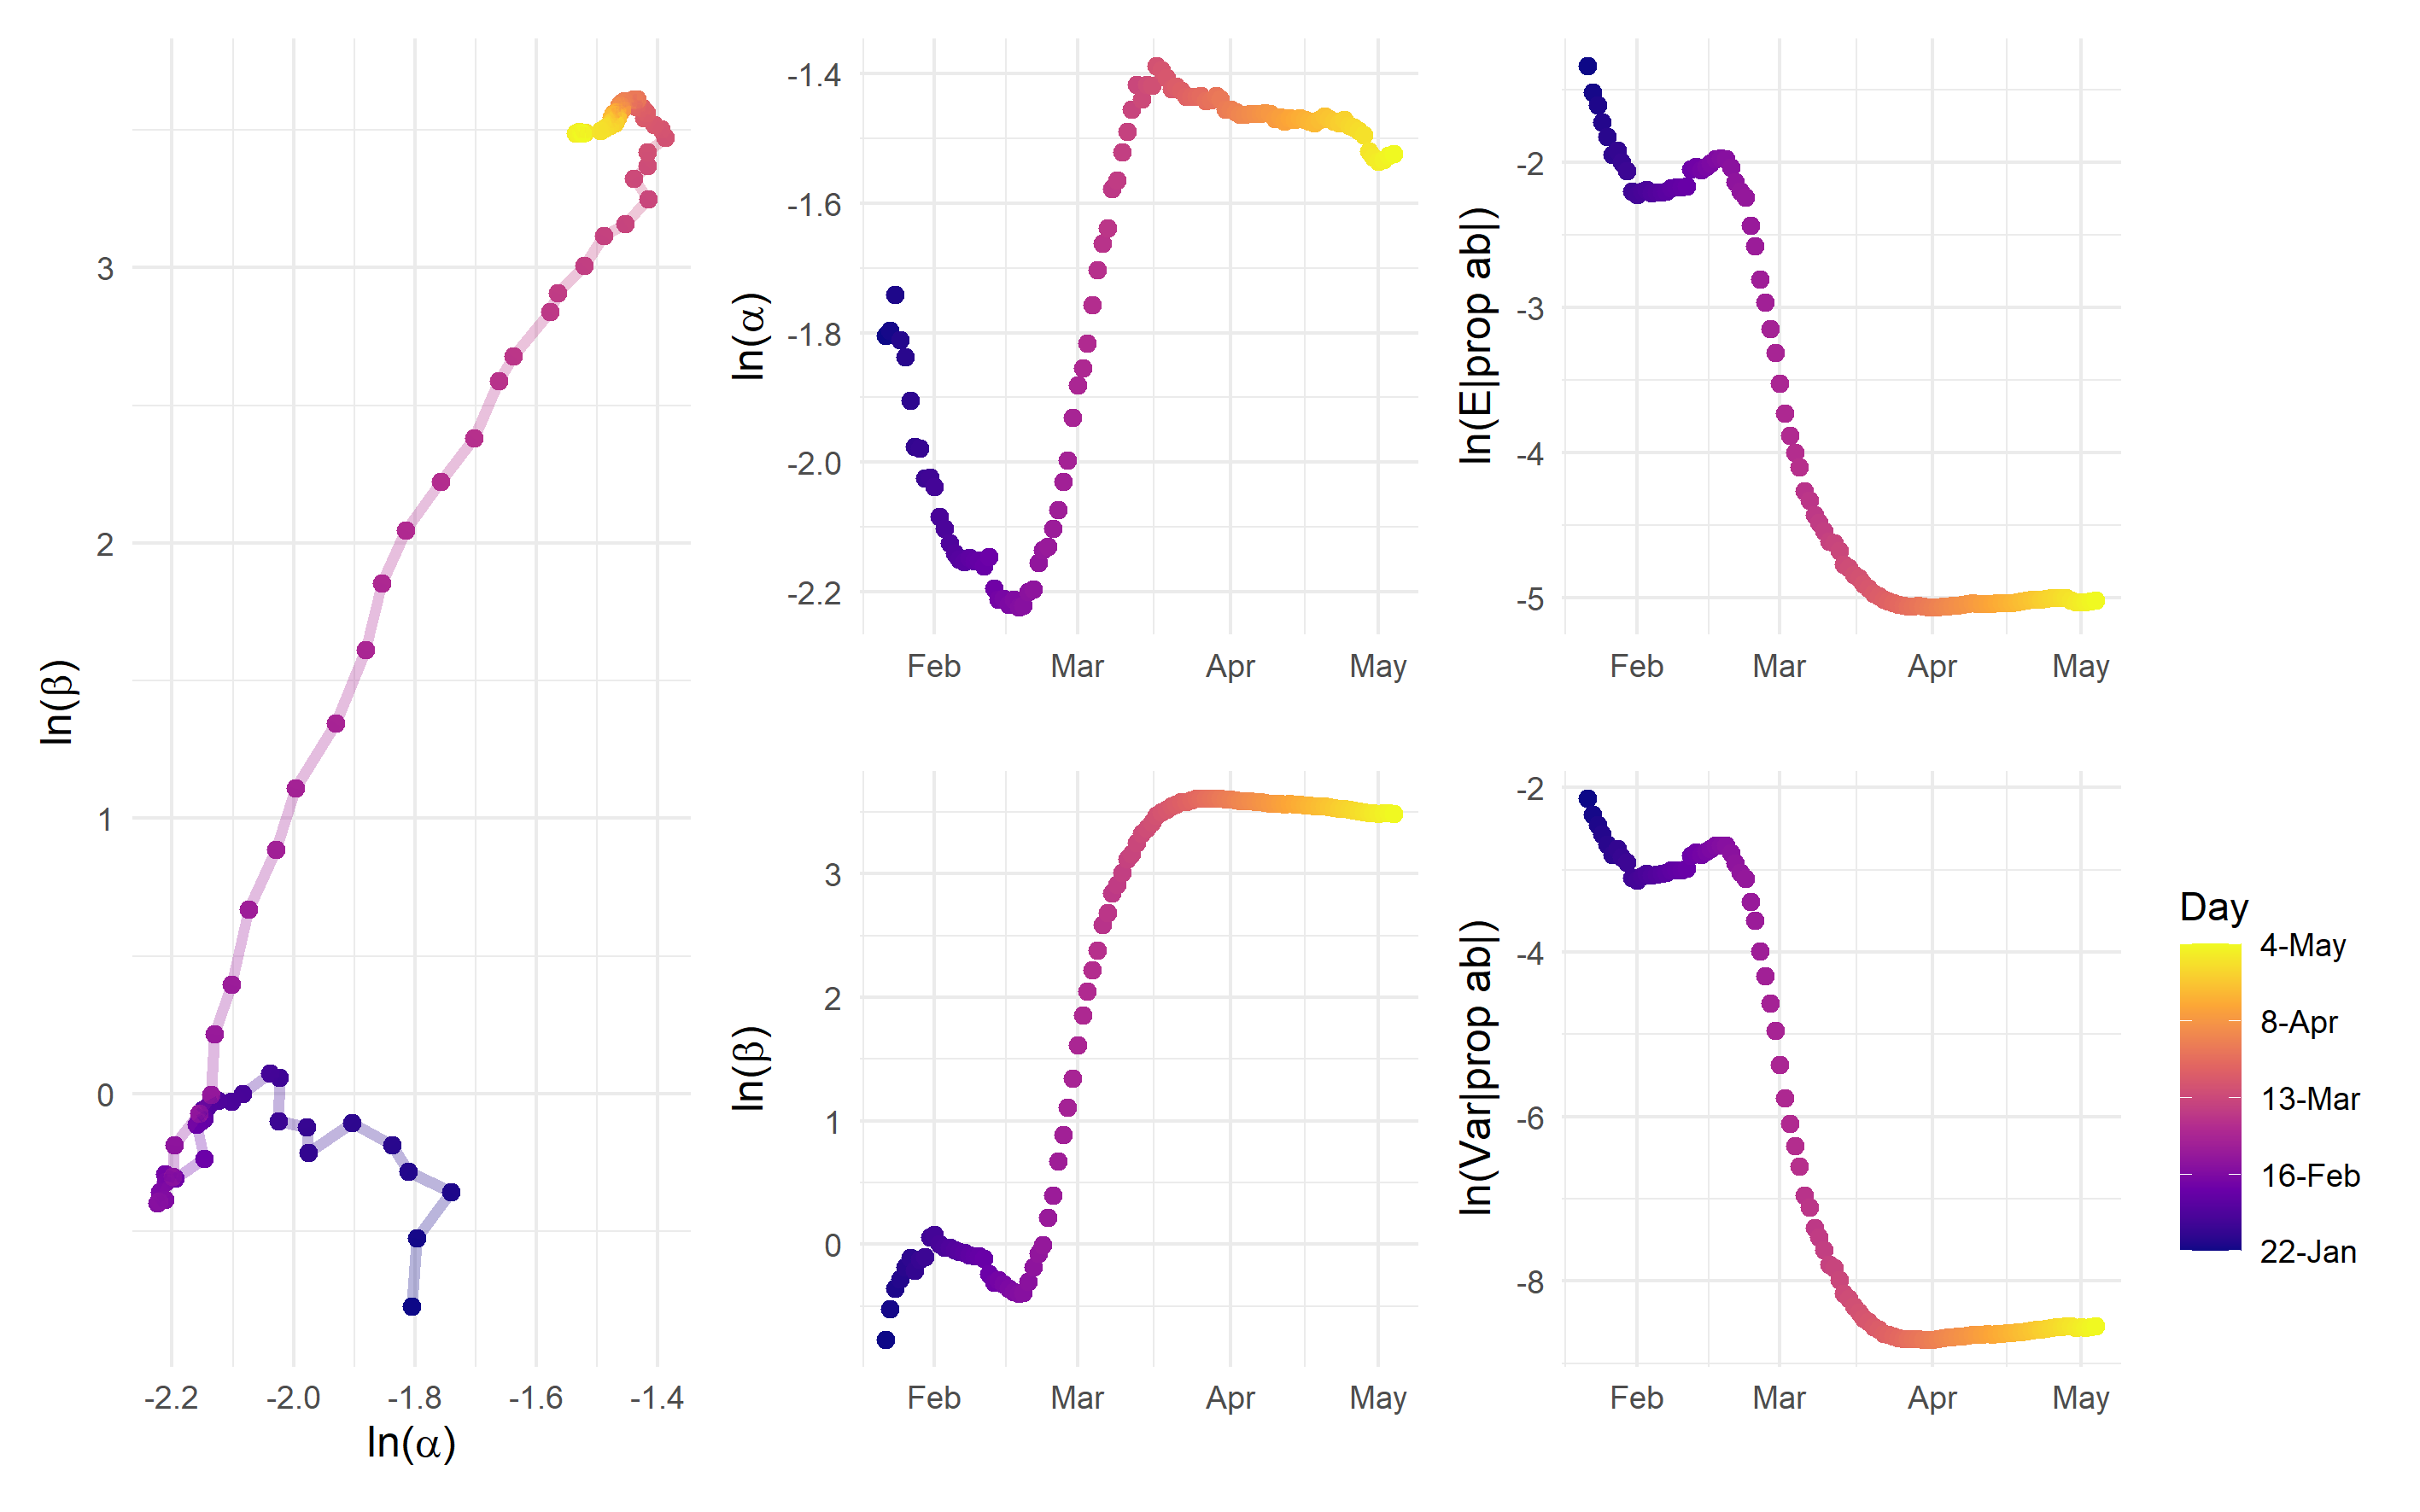 ln(β)
3
2
1
0
-2.2 -2.0 -1.8 -1.6 -1.4
ln(α)
ln(α)
-1.4
-1.6
-1.8
-2.0
-2.2
Feb Mar Apr May
ln(E|prop ab|)
-2
-3
-4
-5
Feb Mar Apr May
ln(β)
3
2
1
0
Feb Mar Apr May
ln(Var|prop ab|)
-2
-4
-6
-8
Feb Mar Apr May
Day
4-May
8-Apr
13-Mar
16-Feb
22-Jan